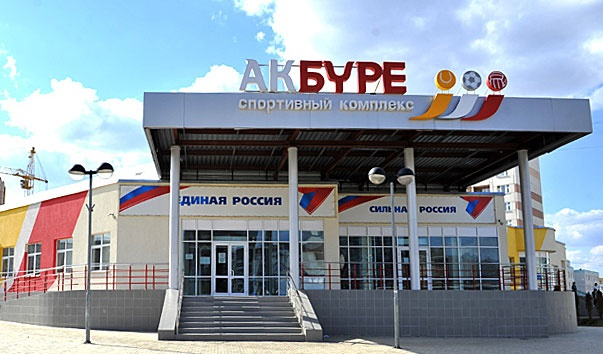 АКБУРЕ
СПОРТИВНЫЙ КОМПЛЕКС
ЕДИНАЯ РОССИЯ
СИЛЬНАЯ РОССИЯ